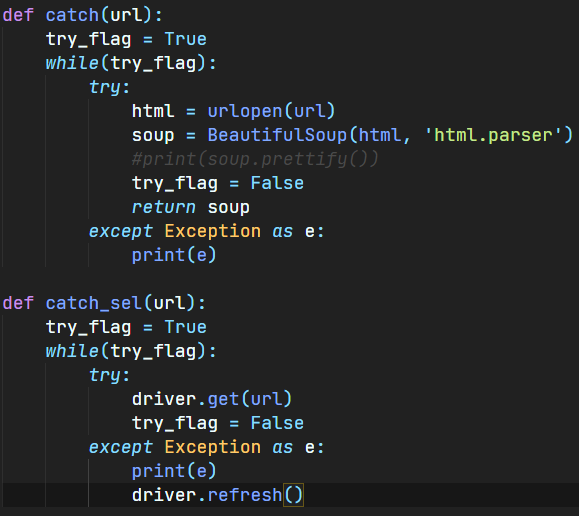 def catch(url):
    try_flag = True
    while(try_flag):
        try:
            html = urlopen(url)
            soup = BeautifulSoup(html, 'html.parser')
            #print(soup.prettify())
            try_flag = False
            return soup
        except Exception as e:
            print(e)

def catch_sel(url):
    try_flag = True
    while(try_flag):
        try:
            driver.get(url)
            try_flag = False
        except Exception as e:
            print(e)
            driver.refresh()